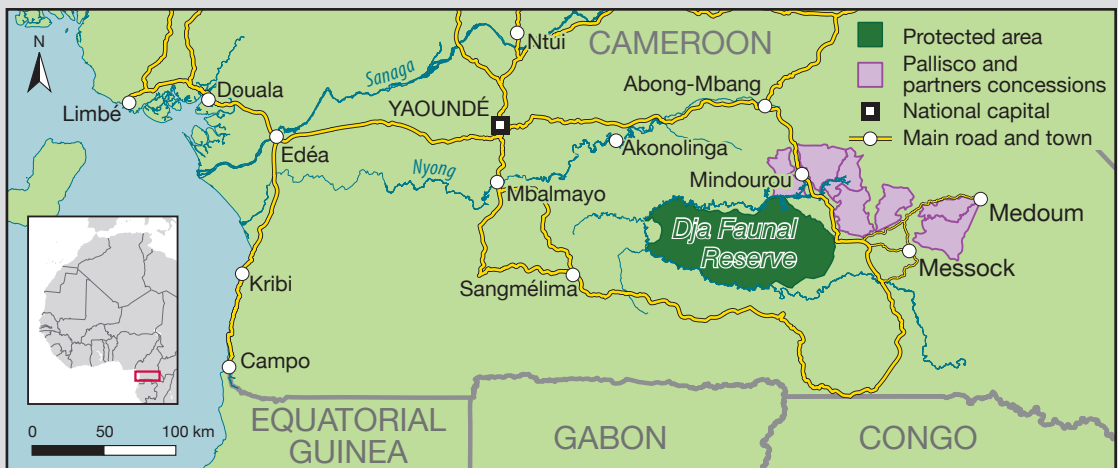 N
Ntui
CAMEROON
Sanaga
Limbé
Douala
YAOUNDÉ
Abong-Mbang
Edéa
Akonolinga
Nyong
Mbalmayo
Mindourou
Medoum
Dja Faunal
Reserve
Messock
Kribi
Sangmélima
Campo
EQUATORIAL
GUINEA
GABON
CONGO
0 50 100 km
Protected area
Pallisco and
partners concessions
National capital
Main road and town